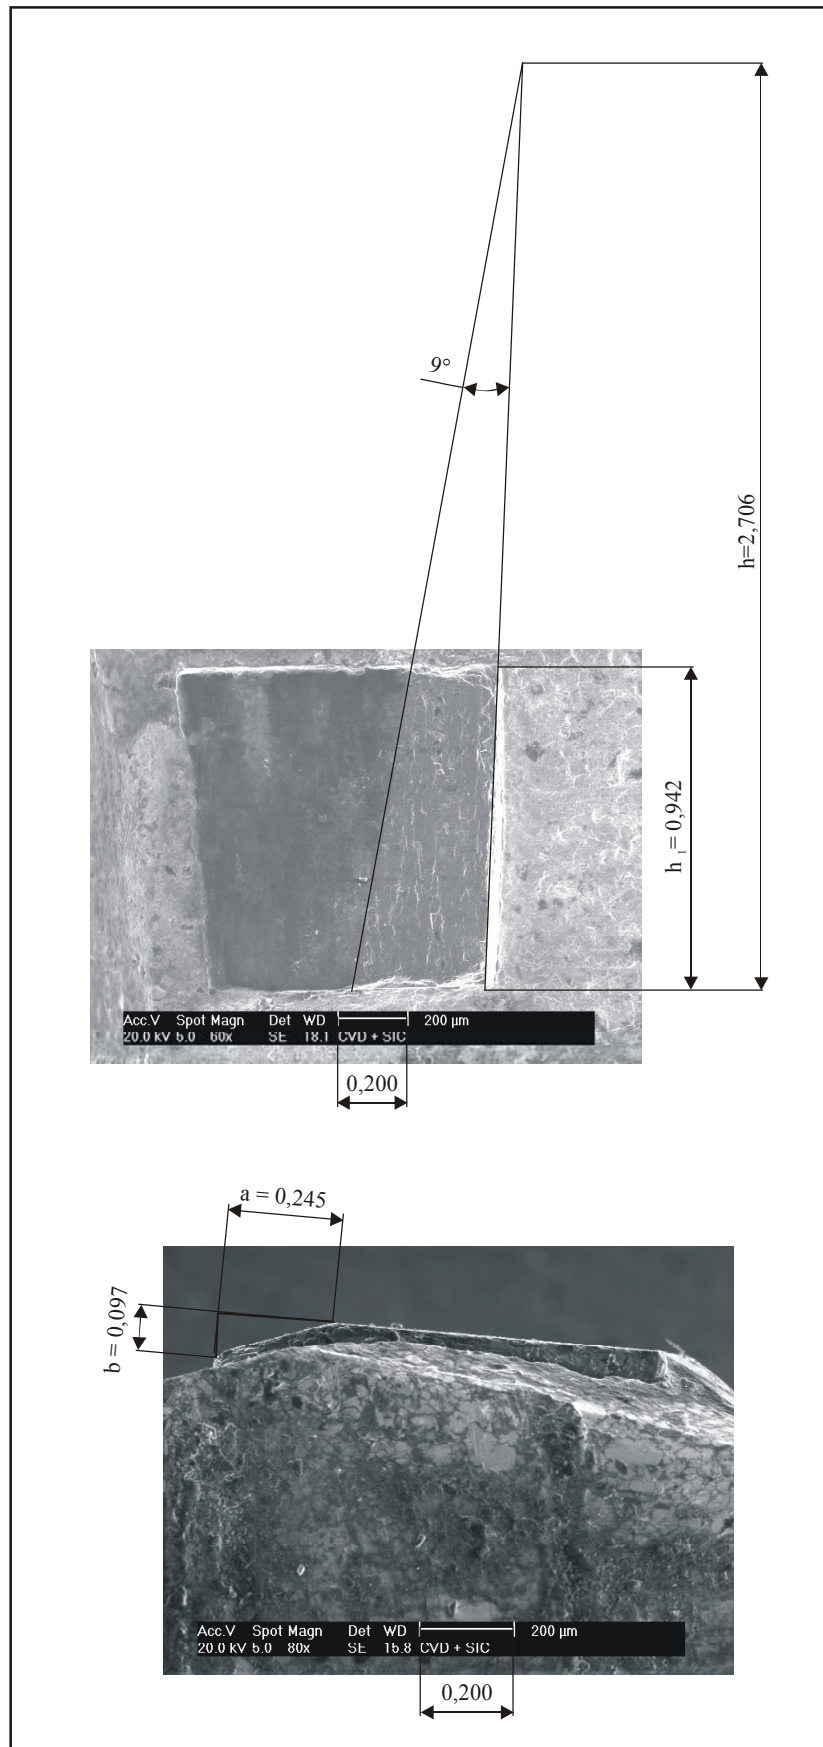 9°
h=2,706
h₁= 0,942
Acc.V Spot Magn Det WD 200 µm
20.0 kV 5.0 60x SE 18.1 CVD + SIC
0,200
a = 0,245
b = 0,097
Acc.V Spot Magn Det WD 200 µm
20.0 kV 5.0 80x SE 15.8 CVD + SIC
0,200